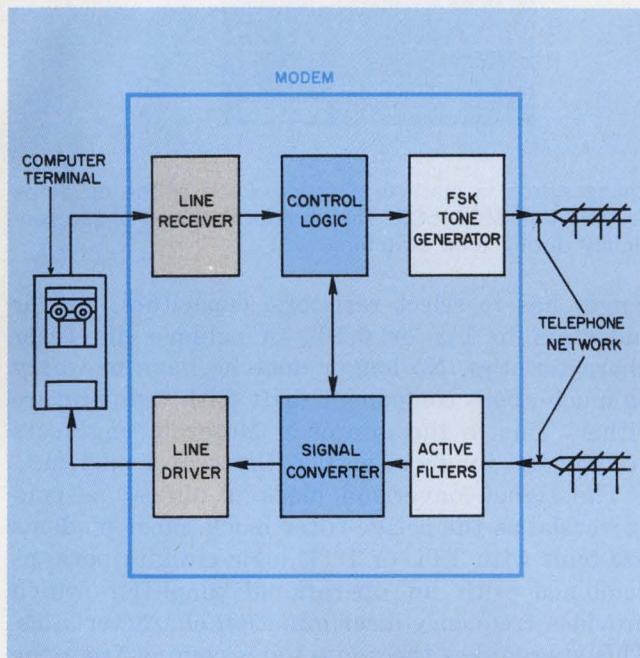 MODEM
COMPUTER
TERMINAL
LINE
RECEIVER
CONTROL
LOGIC
FSK
TONE
GENERATOR
TELEPHONE
NETWORK
LINE
DRIVER
SIGNAL
CONVERTER
ACTIVE
FILTERS